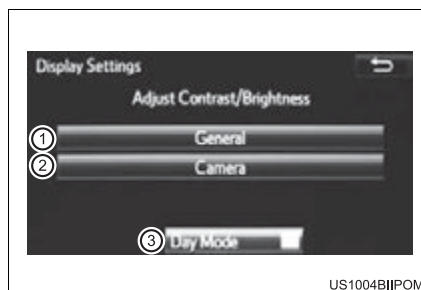 Display Settings
Adjust Contrast/Brightness
1 General
2 Camera
3 Day Mode
US1004BIIPOM